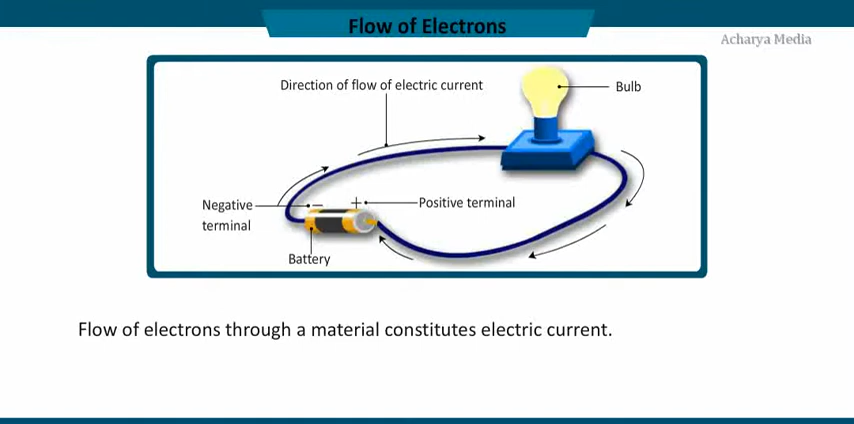 Flow of Electrons
Acharya Media
Direction of flow of electric current
Bulb
Negative
terminal
−
+
Positive terminal
Battery
Flow of electrons through a material constitutes electric current.